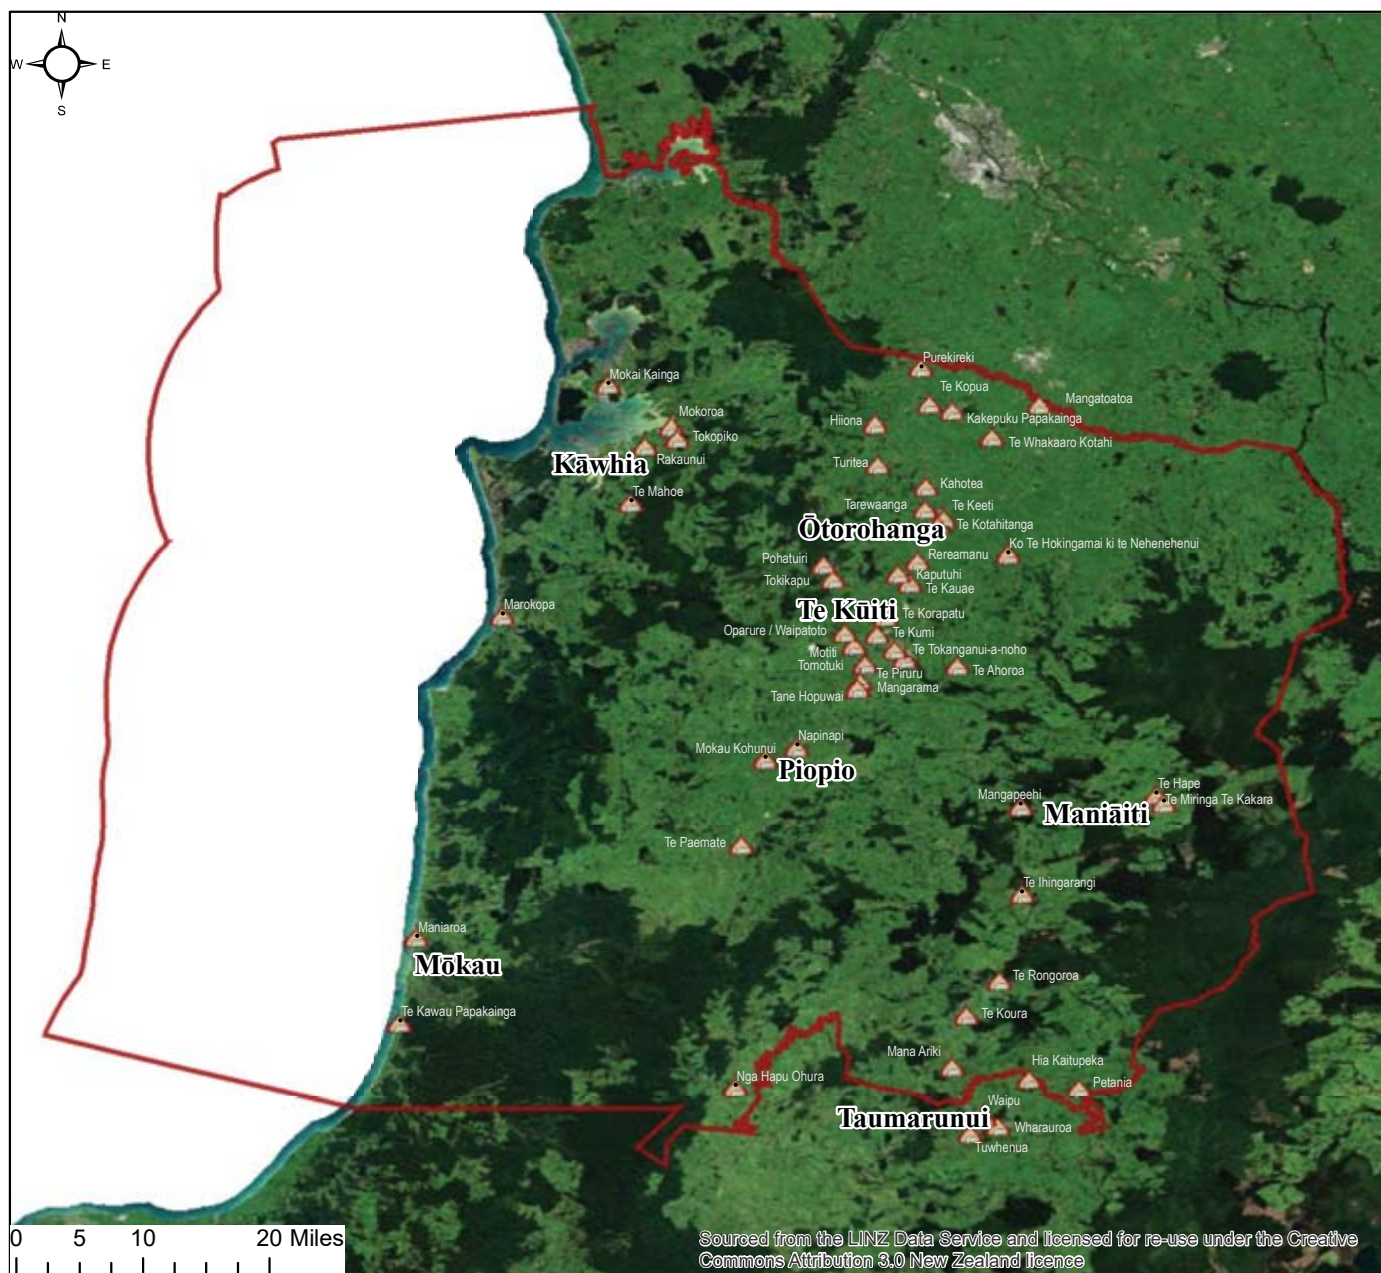 N
W E
S
Purekireki
Mokai Kainga
Te Kopua
Mangatoatoa
Mokoroa
Hiiona
Kakepuku Papakainga
Tokopiko
Te Whakaaro Kotahi
Rakaunui
Kāwhia
Turitea
Kahotea
Te Mahoe
Tarewaanga
Te Keeti
Te Kotahitanga
Ōtorohanga
Ko Te Hokingamai ki te Nehenehenui
Rereamanu
Pohatuiri
Kaputuhi
Tokikapu
Te Kauae
Marokopa
Te Kūiti
Te Korapatu
Oparure / Waipatoto
Te Kumi
Motiti
Te Tokanganui-a-noho
Tomotuki
Te Piruru
Te Ahoroa
Mangarama
Tane Hopuwai
Napinapi
Mokau Kohunui
Piopio
Te Hape
Mangapeehi
Te Miringa Te Kakara
Maniāiti
Te Paemate
Te Ihingarangi
Maniaroa
Mōkau
Te Rongoroa
Te Kawau Papakainga
Te Koura
Mana Ariki
Hia Kaitupeka
Nga Hapu Ohura
Petania
Waipu
Taumarunui
Wharauroa
Tuwhenua
0 5 10 20 Miles
Sourced from the LINZ Data Service and licensed for re-use under the Creative
Commons Attribution 3.0 New Zealand licence